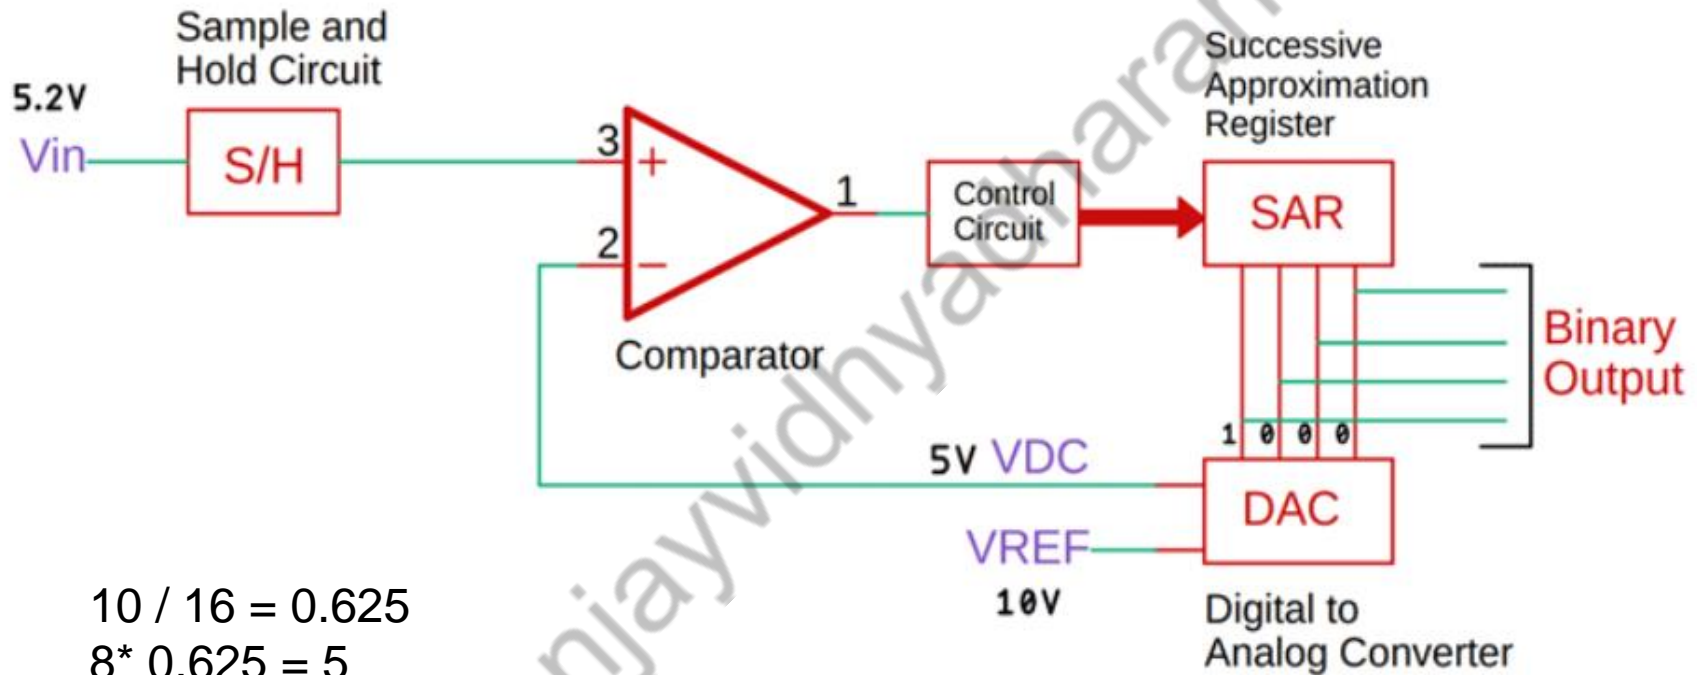 Sample and
Hold Circuit
5.2V
Vin
S/H
3
+
2
−
1
Comparator
Control
Circuit
Successive
Approximation
Register
SAR
Binary
Output
1 0 0 0
5V VDC
DAC
VREF
10V
Digital to
Analog Converter
10 / 16 = 0.625
8* 0.625 = 5
njayvidhyadharan